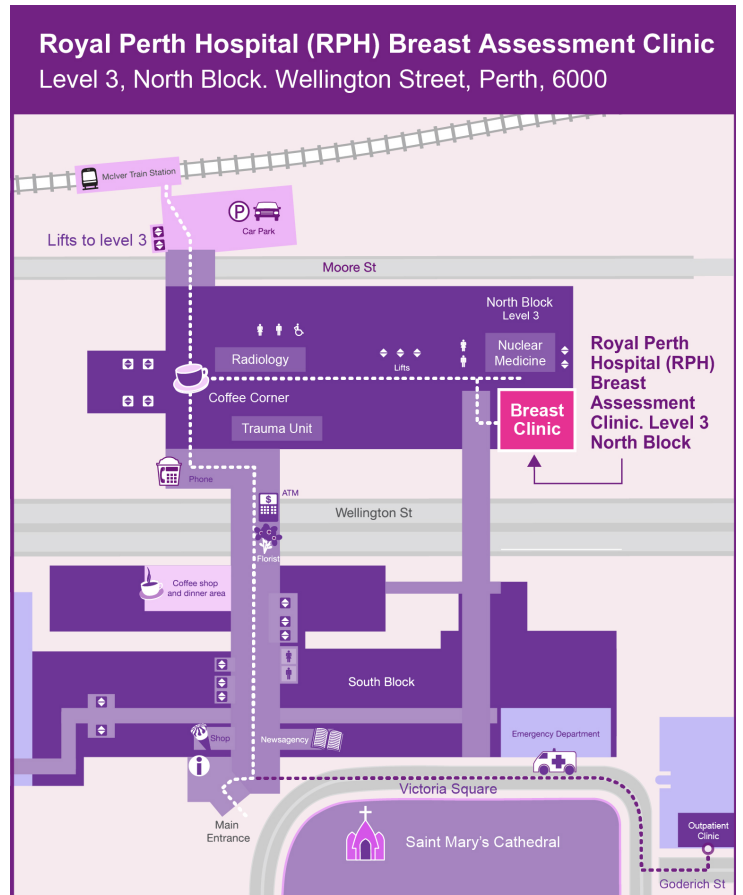 Royal Perth Hospital (RPH) Breast Assessment Clinic
Level 3, North Block. Wellington Street, Perth, 6000
McIver Train Station
P
Car Park
Lifts to level 3
Moore St
North Block
Level 3
Radiology
Lifts
Nuclear
Medicine
Royal Perth
Hospital (RPH)
Breast
Assessment
Clinic. Level 3
North Block
Coffee Corner
Breast
Clinic
Trauma Unit
Phone
ATM
$
Wellington St
Florist
Coffee shop
and dinner area
South Block
Shop
Newsagency
Emergency Department
i
Victoria Square
Main
Entrance
Saint Mary's Cathedral
Outpatient
Clinic
Goderich St